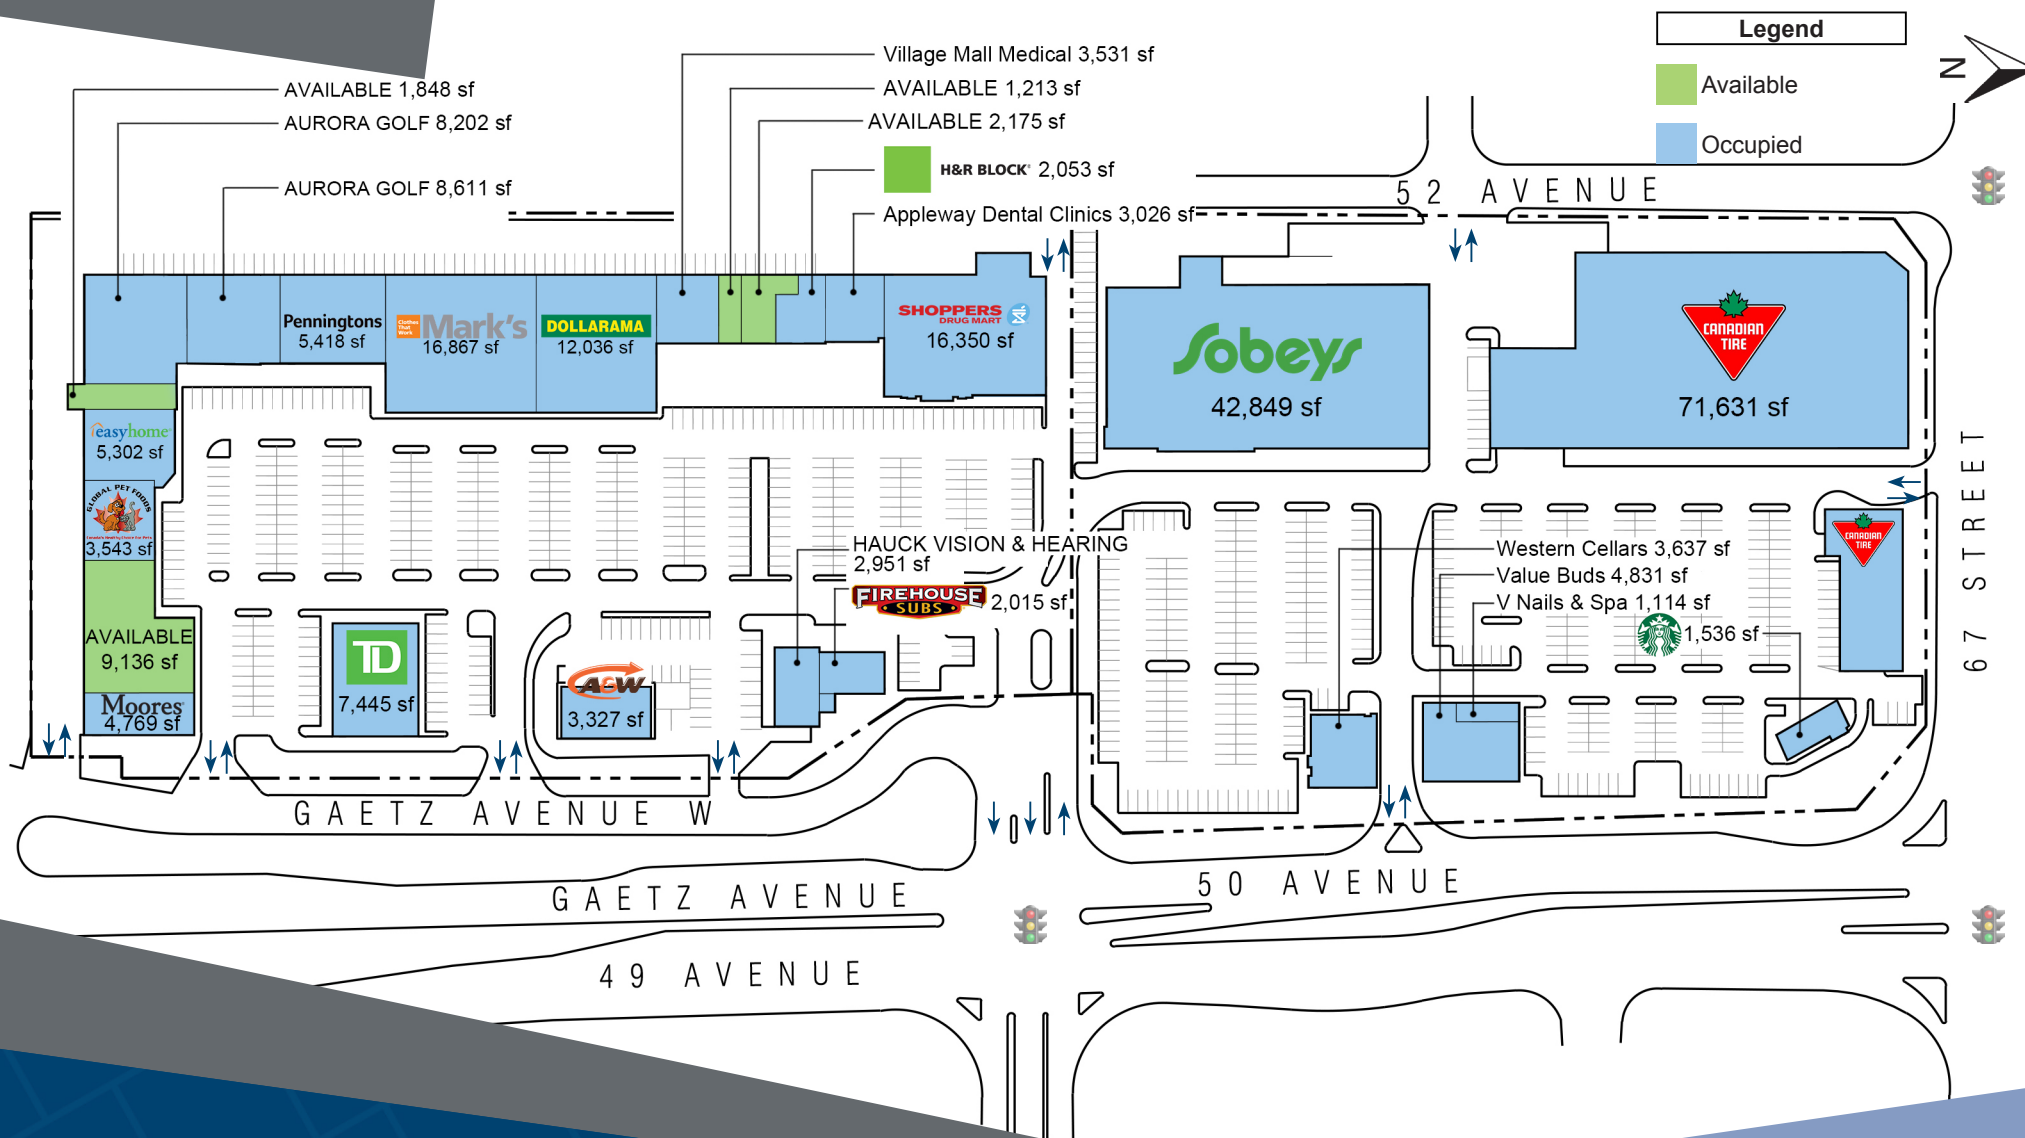 Legend
Available
Occupied
N
Village Mall Medical 3,531 sf
AVAILABLE 1,213 sf
AVAILABLE 2,175 sf
H&R BLOCK 2,053 sf
Appleway Dental Clinics 3,026 sf
AVAILABLE 1,848 sf
AURORA GOLF 8,202 sf
AURORA GOLF 8,611 sf
52 AVENUE
Penningtons
5,418 sf
Clothes That Work
Mark's
16,867 sf
DOLLARAMA
12,036 sf
SHOPPERS
DRUG MART
16,350 sf
Sobeys
42,849 sf
CANADIAN
TIRE
71,631 sf
easyhome
5,302 sf
GLOBAL PET FOODS
3,543 sf
AVAILABLE
9,136 sf
Moores
4,769 sf
TD
7,445 sf
A&W
3,327 sf
HAUCK VISION & HEARING
2,951 sf
FIREHOUSE
SUBS
2,015 sf
Western Cellars 3,637 sf
Value Buds 4,831 sf
V Nails & Spa 1,114 sf
1,536 sf
CANADIAN
TIRE
67 STREET
GAETZ AVENUE W
GAETZ AVENUE
50 AVENUE
49 AVENUE